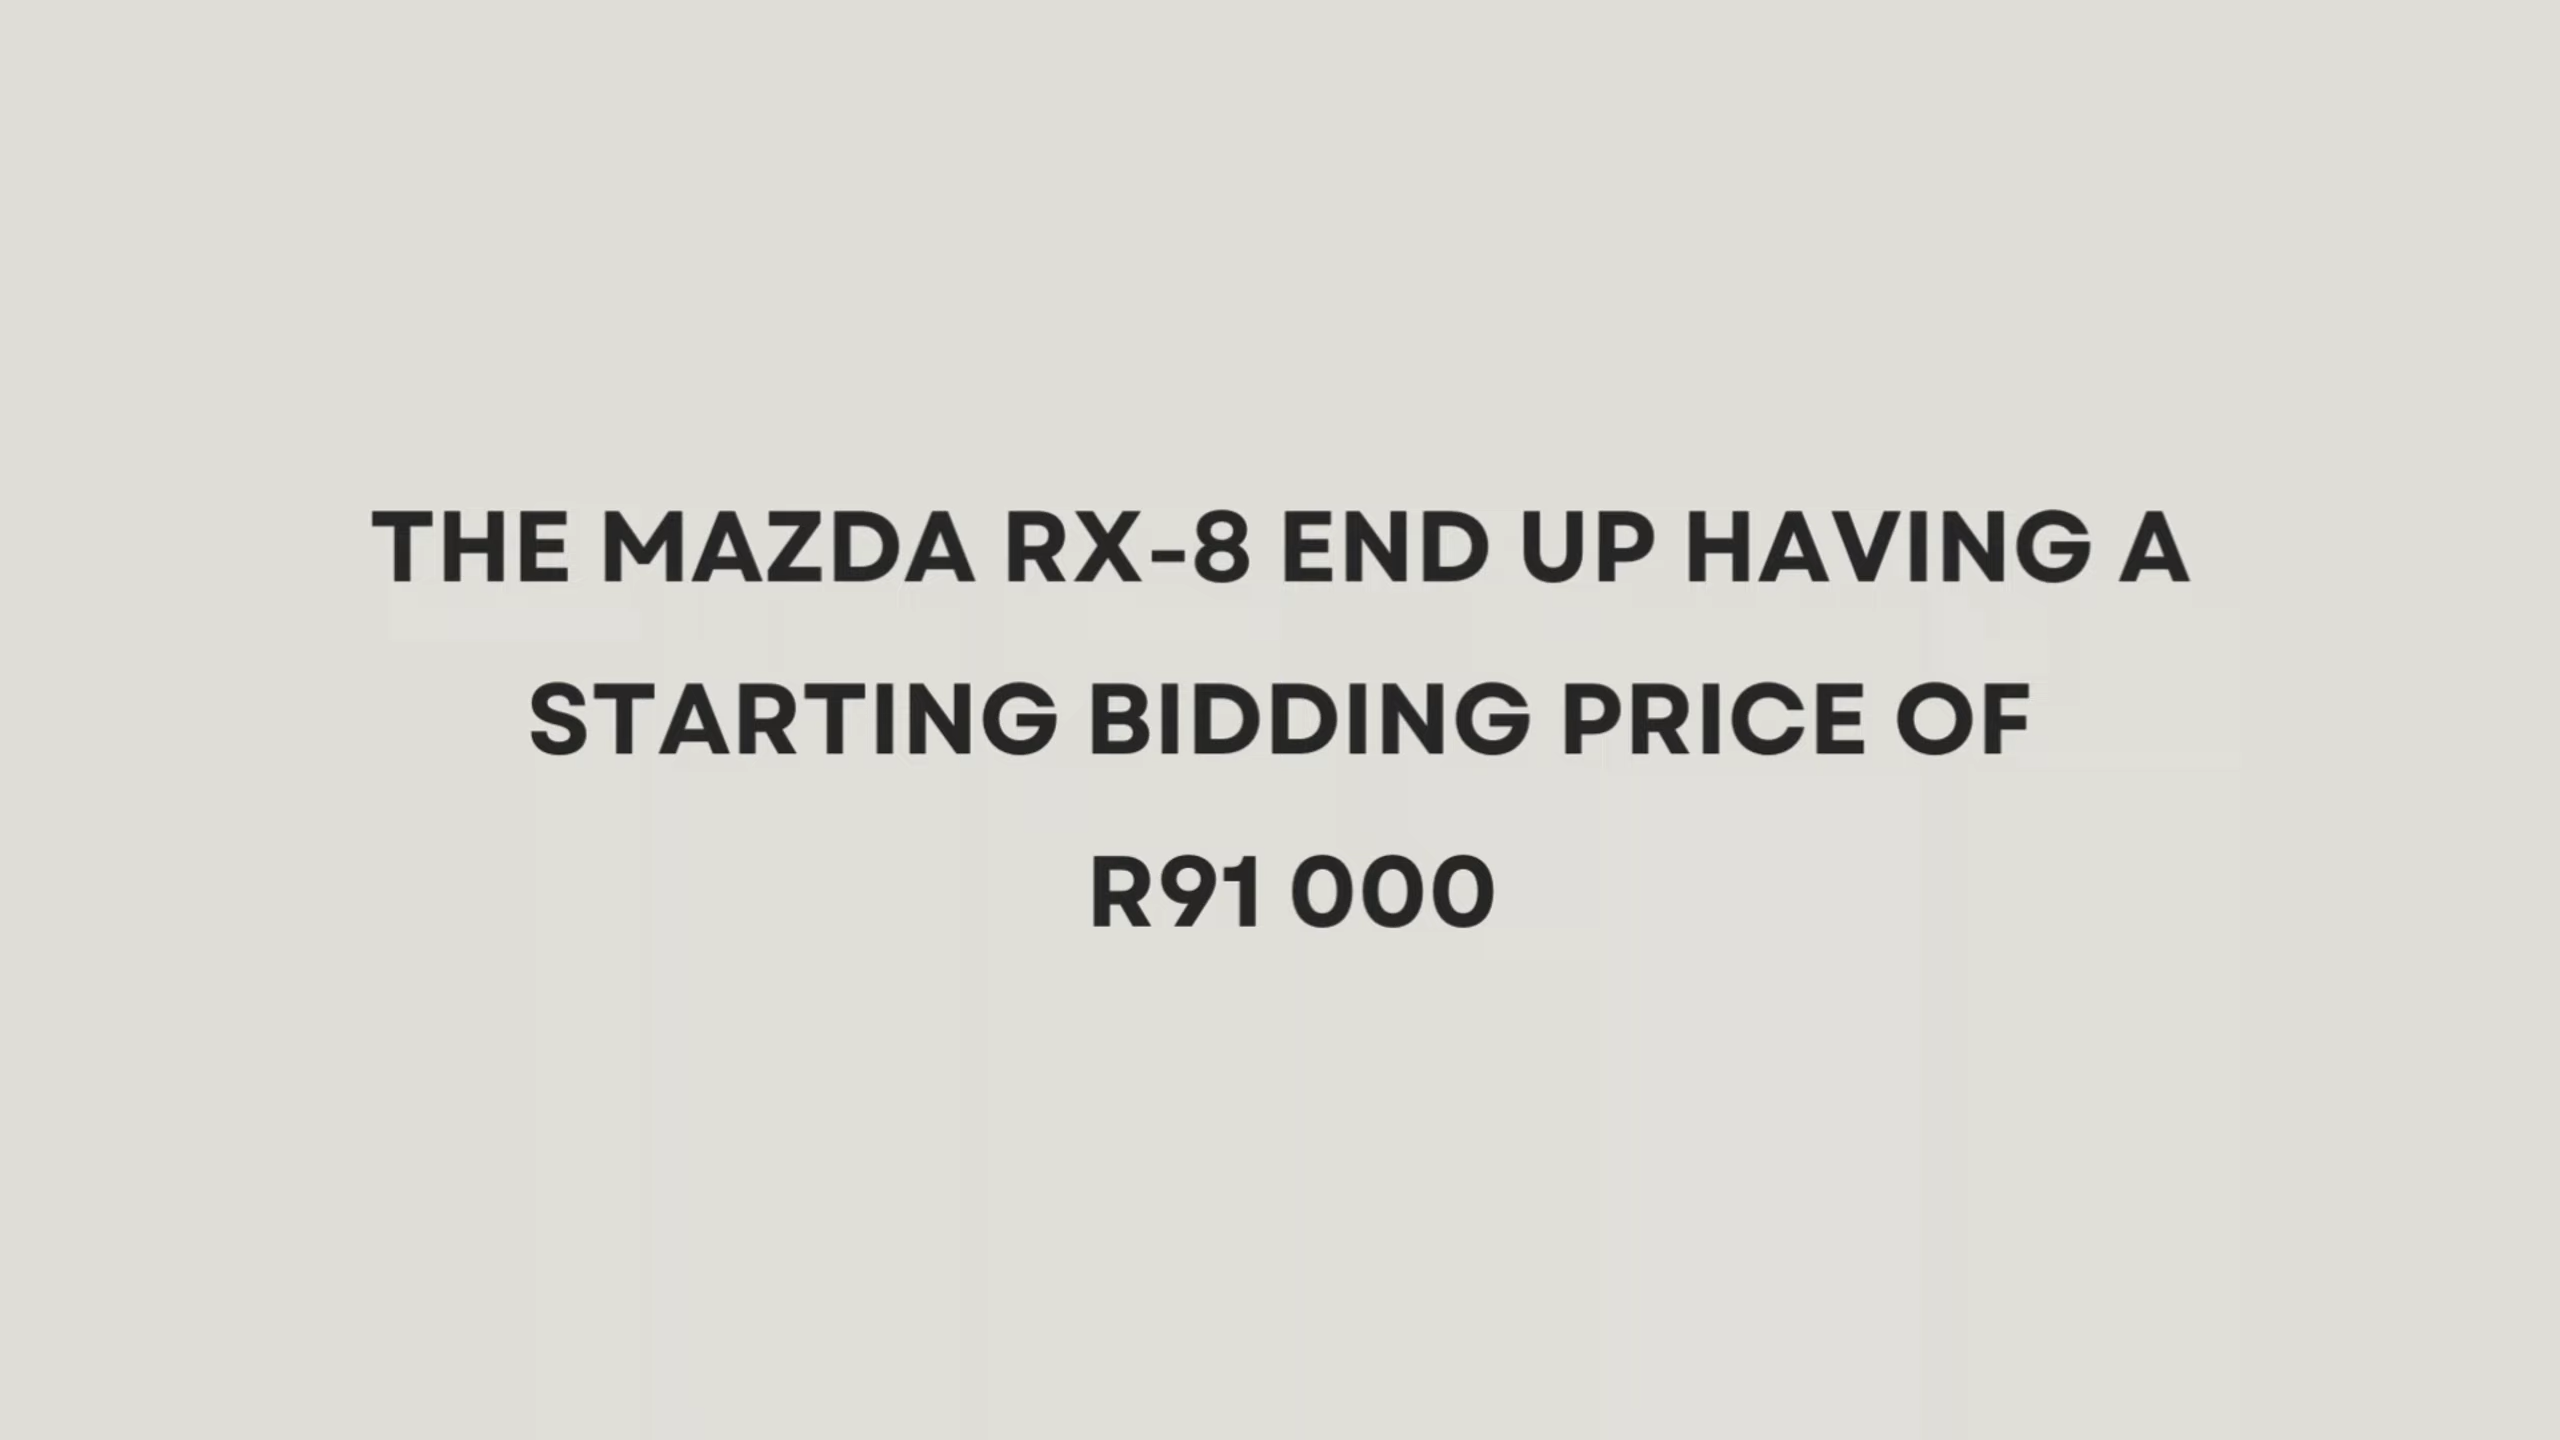 THE MAZDA RX-8 END UP HAVING A
STARTING BIDDING PRICE OF
R91 000